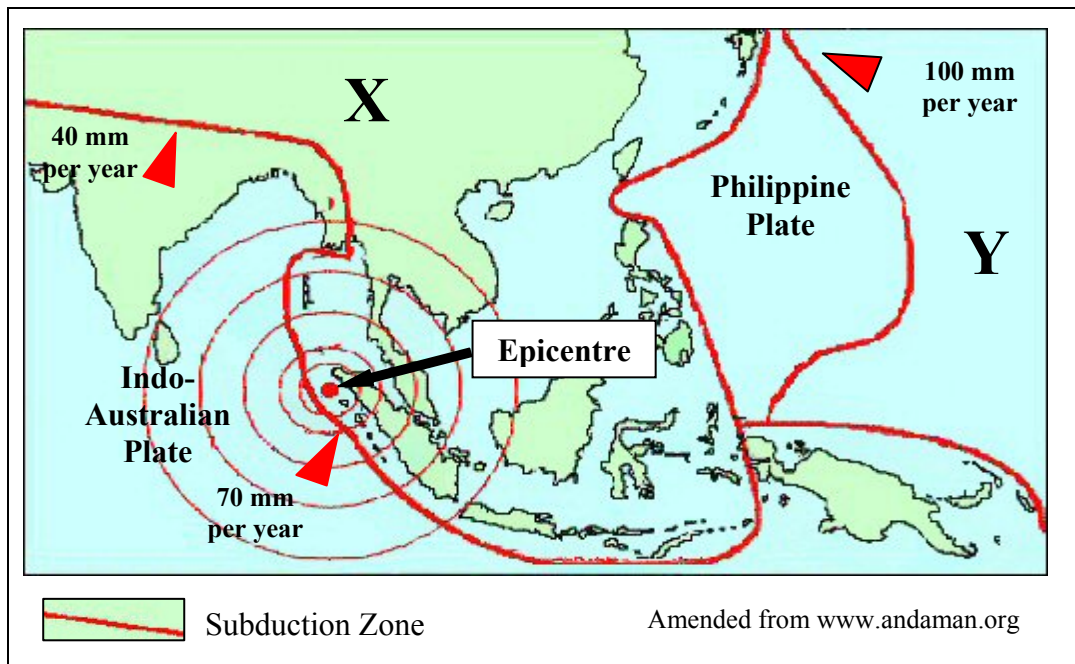 X
100 mm
per year
40 mm
per year
Philippine
Plate
Y
Epicentre
Indo-
Australian
Plate
70 mm
per year
Subduction Zone
Amended from www.andaman.org